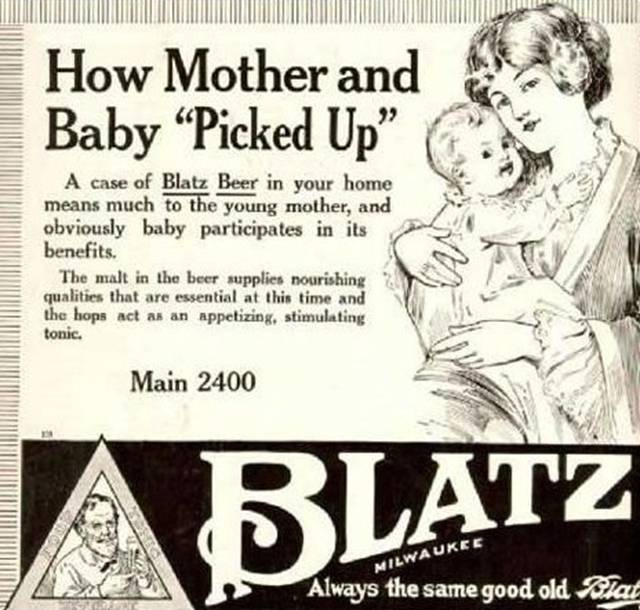 How Mother and
Baby “Picked Up”
A case of Blatz Beer in your home
means much to the young mother, and
obviously baby participates in its
benefits.
The malt in the beer supplies nourishing
qualities that are essential at this time and
the hops act as an appetizing, stimulating
tonic.
Main 2400
BLATZ
MILWAUKEE
Always the same good old